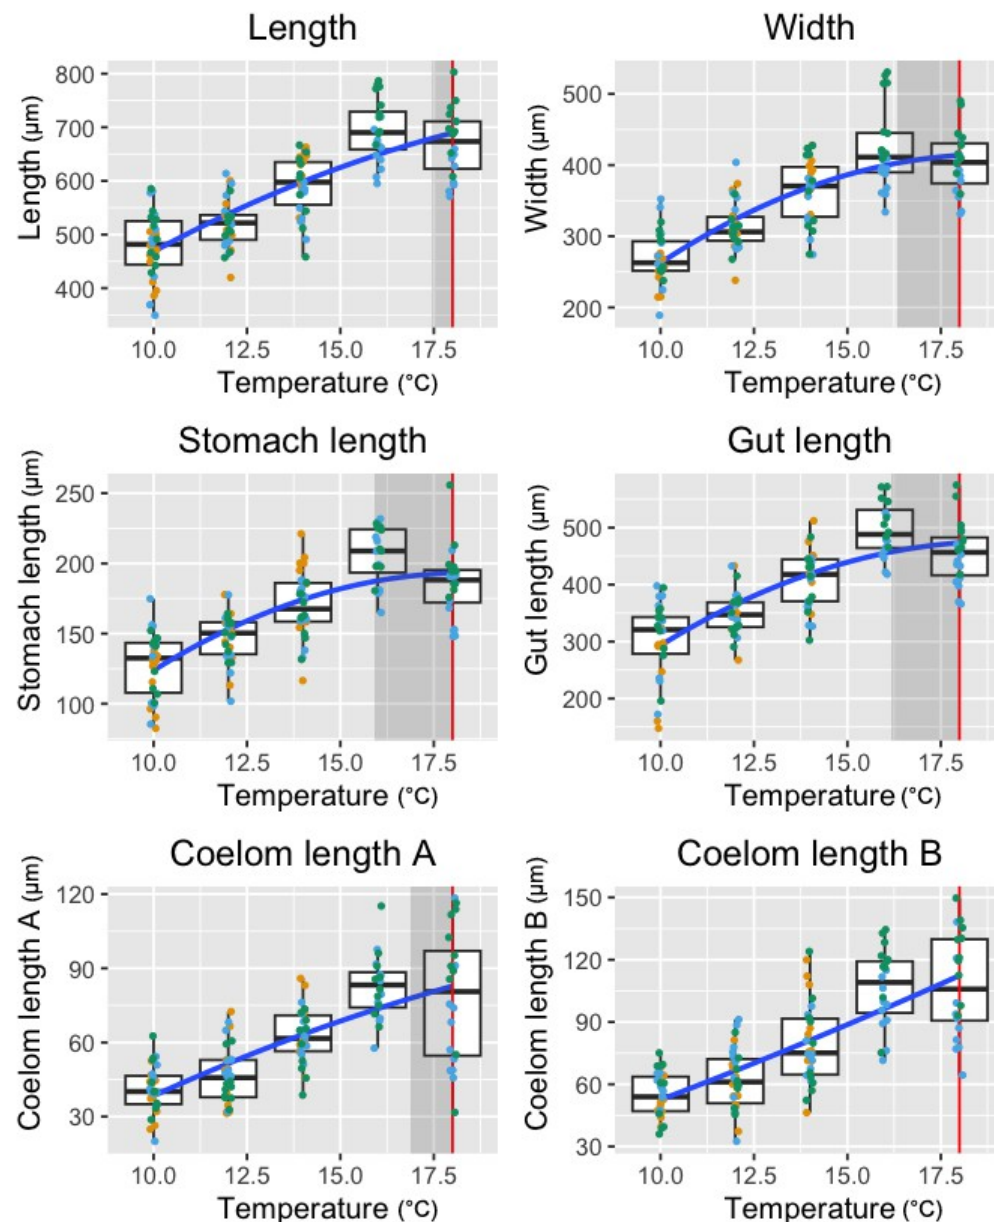 Length
Width
Length (µm)
800
700
600
500
400
10.0 12.5 15.0 17.5
Temperature (°C)
Width (µm)
500
400
300
200
10.0 12.5 15.0 17.5
Temperature (°C)
Stomach length
Gut length
Stomach length (µm)
250
200
150
100
10.0 12.5 15.0 17.5
Temperature (°C)
Gut length (µm)
500
400
300
200
10.0 12.5 15.0 17.5
Temperature (°C)
Coelom length A
Coelom length B
Coelom length A (µm)
120
90
60
30
10.0 12.5 15.0 17.5
Temperature (°C)
Coelom length B (µm)
150
120
90
60
30
10.0 12.5 15.0 17.5
Temperature (°C)